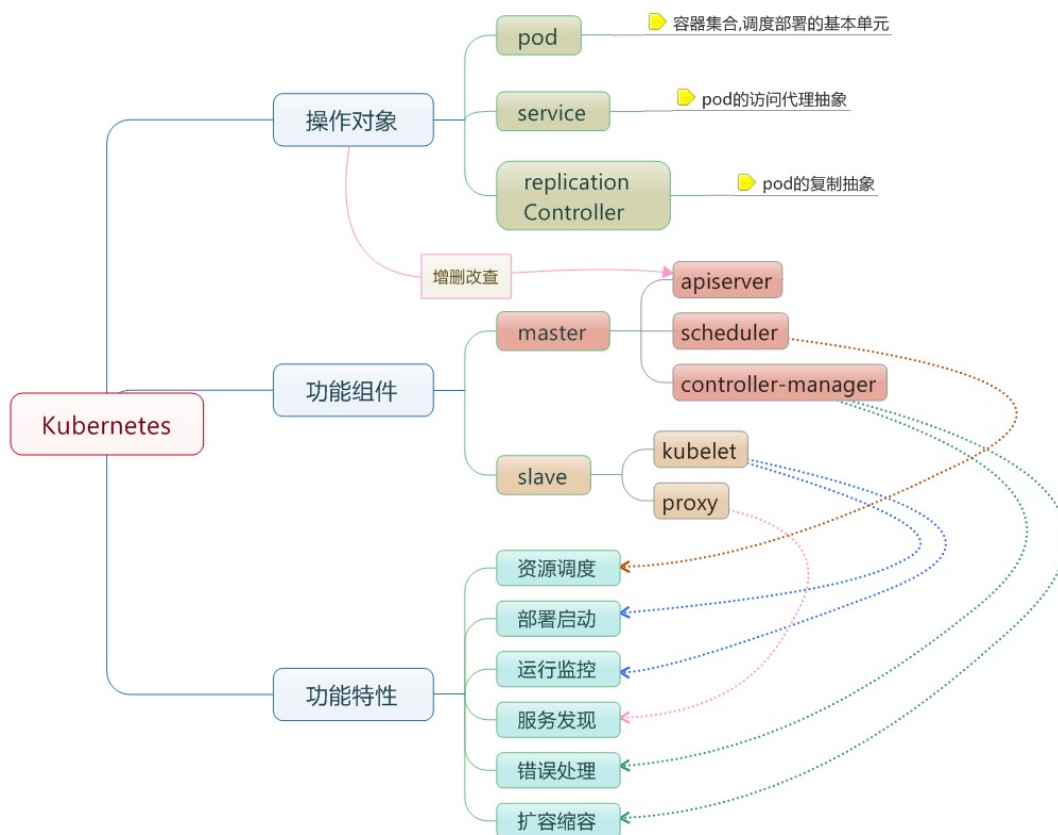 pod
容器集合,调度部署的基本单元
操作对象
service
pod的访问代理抽象
replication
Controller
pod的复制抽象
增删改查
apiserver
master
scheduler
功能组件
controller-manager
Kubernetes
kubelet
slave
proxy
资源调度
部署启动
运行监控
功能特性
服务发现
错误处理
扩容缩容